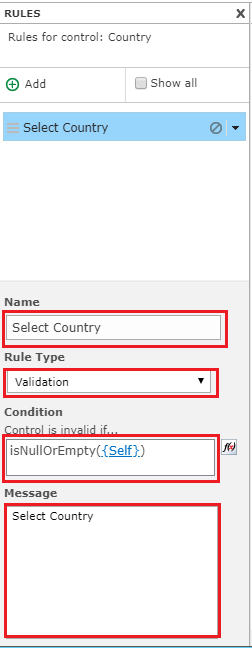 RULES X
Rules for control: Country
Add Show all
Select Country
Name
Select Country
Rule Type
Validation
Condition
Control is invalid if...
isNullOrEmpty({Self})
f(x)
Message
Select Country